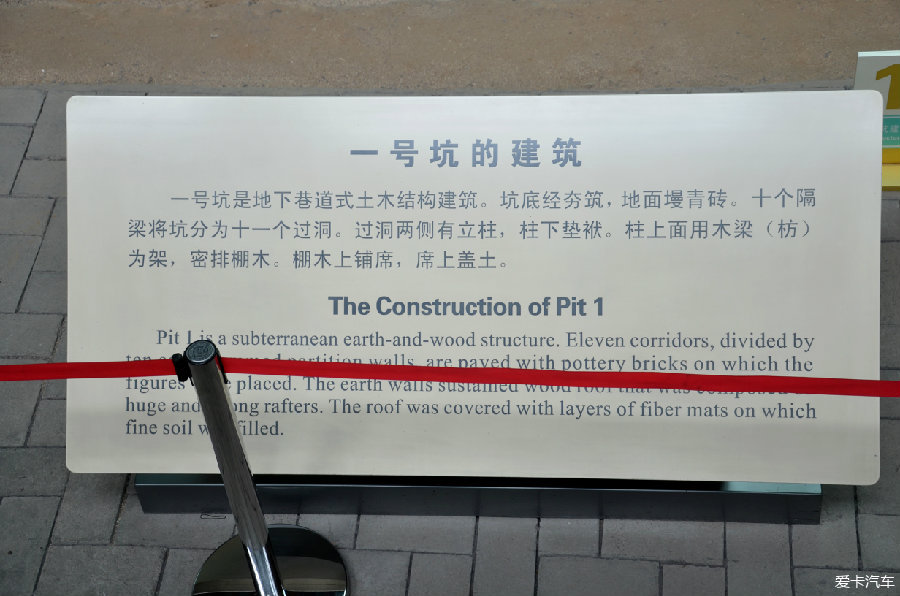 一号坑的建筑
一号坑是地下巷道式土木结构建筑。坑底经夯筑，地面墁青砖。十个隔
梁将坑分为十一个过洞。过洞两侧有立柱，柱下垫袱。柱上面用木梁（枋）
为架，密排棚木。棚木上铺席，席上盖土。
The Construction of Pit 1
Pit 1 is a subterranean earth-and-wood structure. Eleven corridors, divided by
ten partition walls, are paved with pottery bricks on which the
figures placed. The earth walls sustained wood roof that was composed
huge and rafters. The roof was covered with layers of fiber mats on which
fine soil filled.
1
爱卡汽车